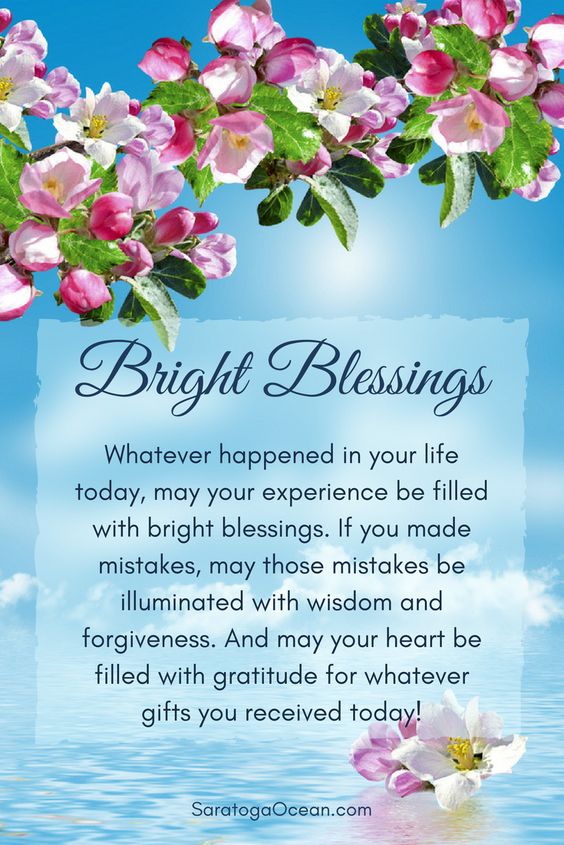 Bright Blessings
Whatever happened in your life
today, may your experience be filled
with bright blessings. If you made
mistakes, may those mistakes be
illuminated with wisdom and
forgiveness. And may your heart be
filled with gratitude for whatever
gifts you received today!
SaratogaOcean.com